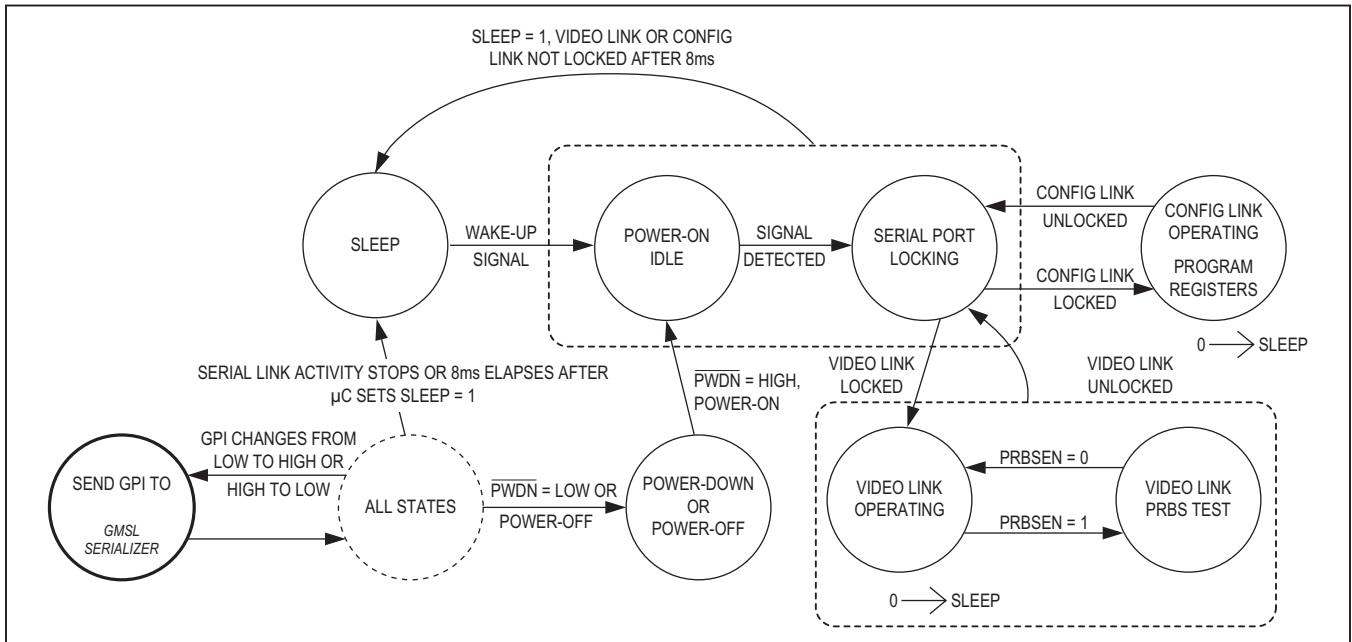 SLEEP = 1, VIDEO LINK OR CONFIG
LINK NOT LOCKED AFTER 8ms
SLEEP
WAKE-UP
SIGNAL
POWER-ON
IDLE
SIGNAL
DETECTED
SERIAL PORT
LOCKING
CONFIG LINK
UNLOCKED
CONFIG LINK
LOCKED
CONFIG LINK
OPERATING
PROGRAM
REGISTERS
0 → SLEEP
SERIAL LINK ACTIVITY STOPS OR 8ms ELAPSES AFTER
µC SETS SLEEP = 1
PWDN = HIGH,
POWER-ON
VIDEO LINK
LOCKED
VIDEO LINK
UNLOCKED
GPI CHANGES FROM
LOW TO HIGH OR
HIGH TO LOW
SEND GPI TO
GMSL
SERIALIZER
ALL STATES
PWDN = LOW OR
POWER-OFF
POWER-DOWN
OR
POWER-OFF
VIDEO LINK
OPERATING
PRBSEN = 0
PRBSEN = 1
VIDEO LINK
PRBS TEST
0 → SLEEP